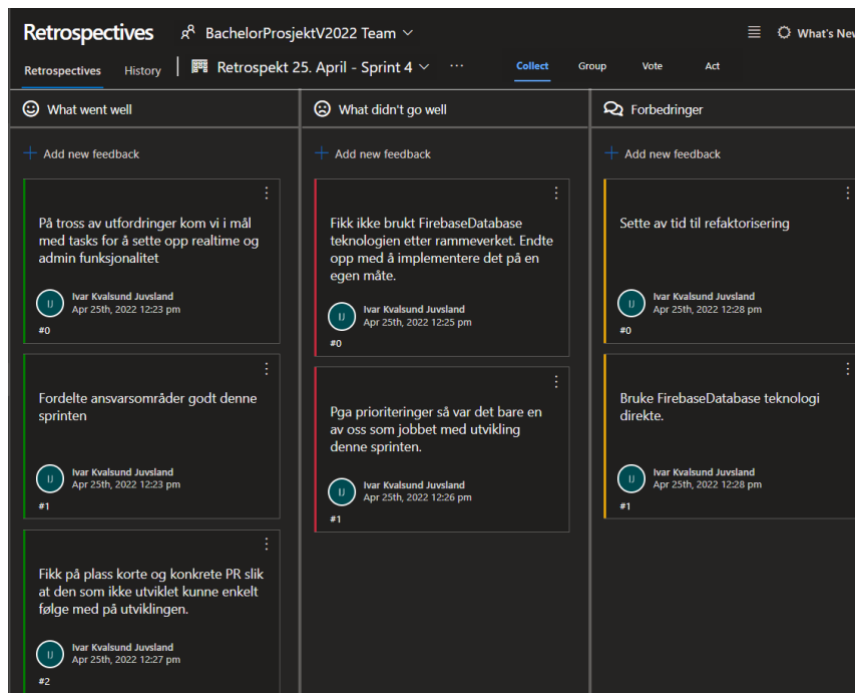 Retrospectives
BachelorProsjektV2022 Team
What's New
Retrospectives
History
Retrospekt 25. April - Sprint 4
Collect
Group
Vote
Act
What went well
Add new feedback
På tross av utfordringer kom vi i mål
med tasks for å sette opp realtime og
admin funksjonalitet
IJ
Ivar Kvalsund Juvsland
Apr 25th, 2022 12:23 pm
#0
Fordelte ansvarsområder godt denne
sprinten
IJ
Ivar Kvalsund Juvsland
Apr 25th, 2022 12:23 pm
#1
Fikk på plass korte og konkrete PR slik
at den som ikke utviklet kunne enkelt
følge med på utviklingen.
IJ
Ivar Kvalsund Juvsland
Apr 25th, 2022 12:27 pm
#2
What didn't go well
Add new feedback
Fikk ikke brukt FirebaseDatabase
teknologien etter rammeverket. Endte
opp med å implementere det på en
egen måte.
IJ
Ivar Kvalsund Juvsland
Apr 25th, 2022 12:25 pm
#0
Pga prioriteringer så var det bare en
av oss som jobbet med utvikling
denne sprinten.
IJ
Ivar Kvalsund Juvsland
Apr 25th, 2022 12:26 pm
#1
Forbedringer
Add new feedback
Sette av tid til refaktorisering
IJ
Ivar Kvalsund Juvsland
Apr 25th, 2022 12:28 pm
#0
Bruke FirebaseDatabase teknologi
direkte.
IJ
Ivar Kvalsund Juvsland
Apr 25th, 2022 12:28 pm
#1